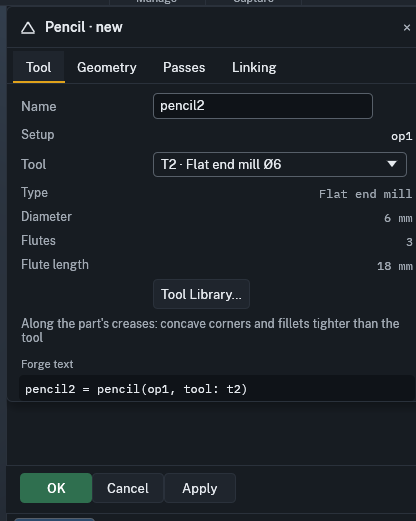 Manage Capture
Pencil · new ×
Tool Geometry Passes Linking
Name pencil2
Setup op1
Tool T2 · Flat end mill Ø6
Type Flat end mill
Diameter 6 mm
Flutes 3
Flute length 18 mm
Tool Library...
Along the part's creases: concave corners and fillets tighter than the
tool
Forge text
pencil2 = pencil(op1, tool: t2)
OK Cancel Apply